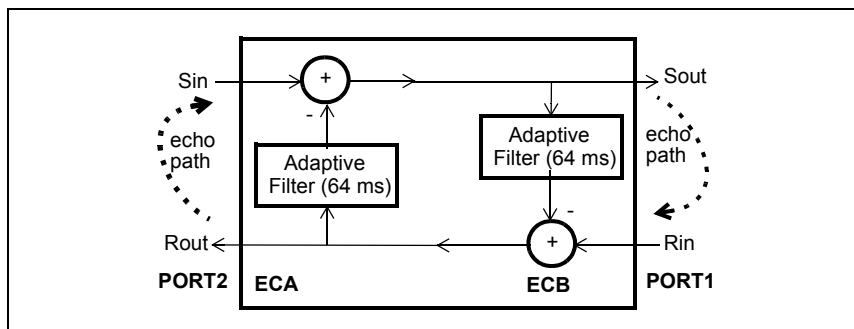 Sin
+
Sout
-
echo
path
Adaptive
Filter (64 ms)
Adaptive
Filter (64 ms)
echo
path
-
Rout
+
Rin
PORT2
ECA
ECB
PORT1